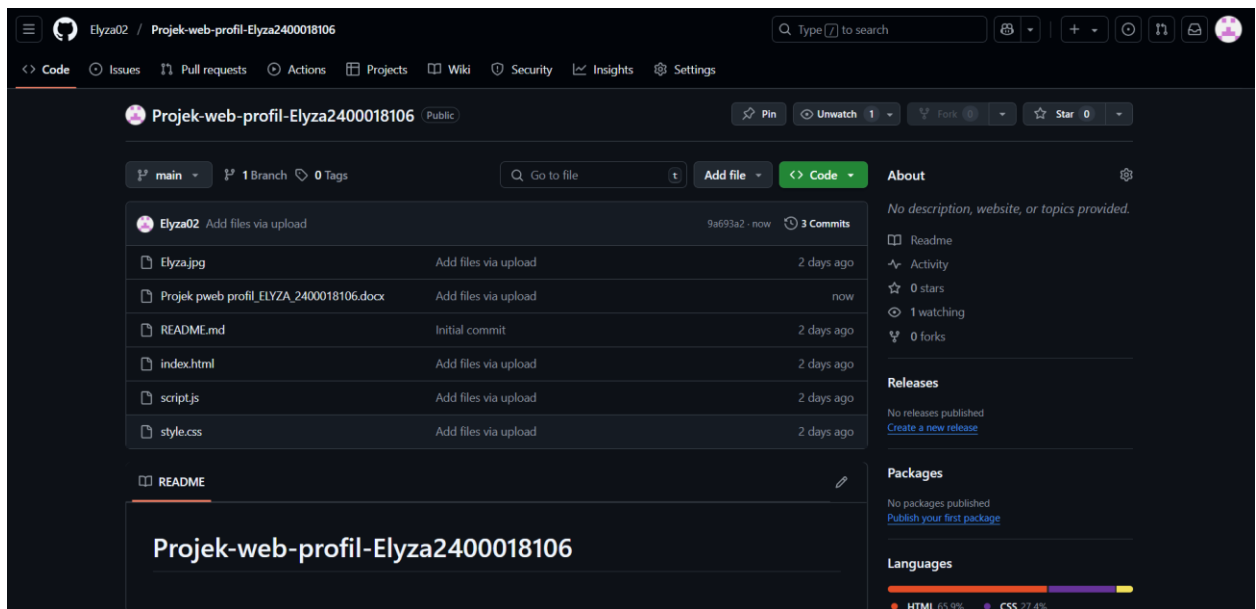 Elyza02 / Projek-web-profil-Elyza2400018106
Type / to search
Code Issues Pull requests Actions Projects Wiki Security Insights Settings
Projek-web-profil-Elyza2400018106 Public
Pin Unwatch 1 Fork 0 Star 0
main 1 Branch 0 Tags Go to file t Add file Code
Elyza02 Add files via upload 9a693a2 · now 3 Commits
Elyza.jpg Add files via upload 2 days ago
Projek pweb profil_ELYZA_2400018106.docx Add files via upload now
README.md Initial commit 2 days ago
index.html Add files via upload 2 days ago
script.js Add files via upload 2 days ago
style.css Add files via upload 2 days ago
README
Projek-web-profil-Elyza2400018106
About
No description, website, or topics provided.
Readme
Activity
0 stars
1 watching
0 forks
Releases
No releases published
Create a new release
Packages
No packages published
Publish your first package
Languages
HTML 65.9% CSS 27.4%